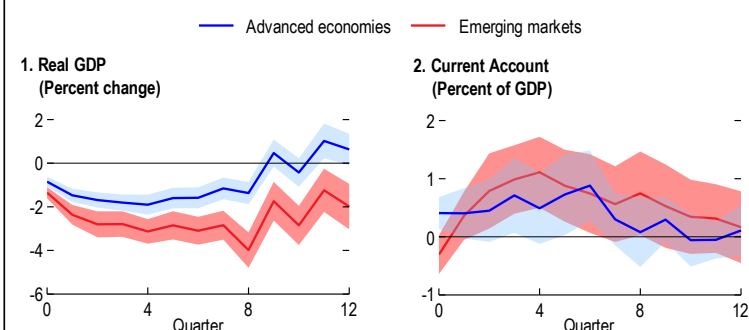 Advanced economies Emerging markets
1. Real GDP
(Percent change)
2
0
-2
-4
-6
0 4 8 12
Quarter
2. Current Account
(Percent of GDP)
2
1
0
-1
0 4 8 12
Quarter